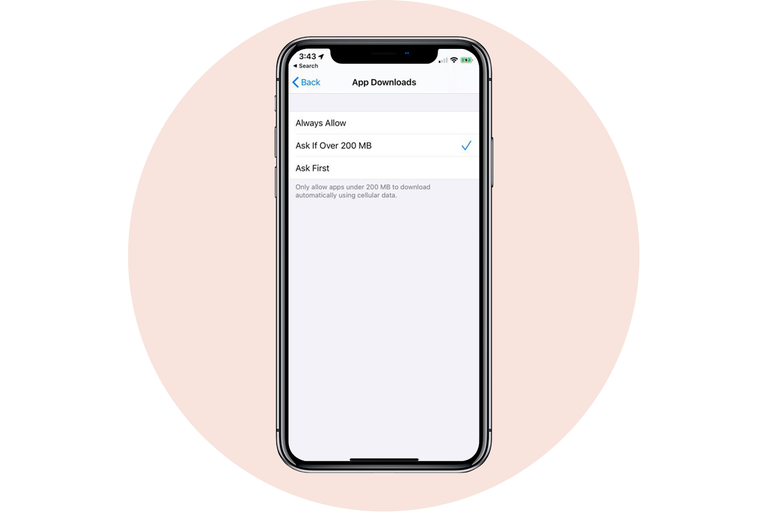 3:43
Search
Back
App Downloads
Always Allow
Ask If Over 200 MB
Ask First
Only allow apps under 200 MB to download
automatically using cellular data.